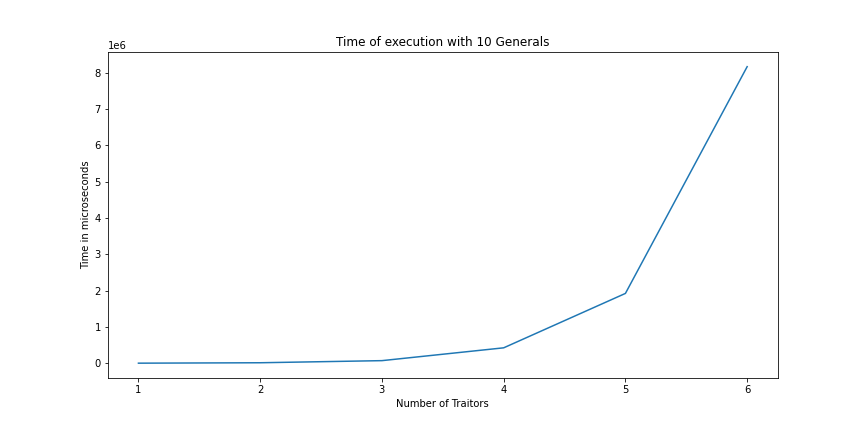 Time of execution with 10 Generals
1e6
8
7
6
5
4
3
2
1
0
Time in microseconds
1 2 3 4 5 6
Number of Traitors